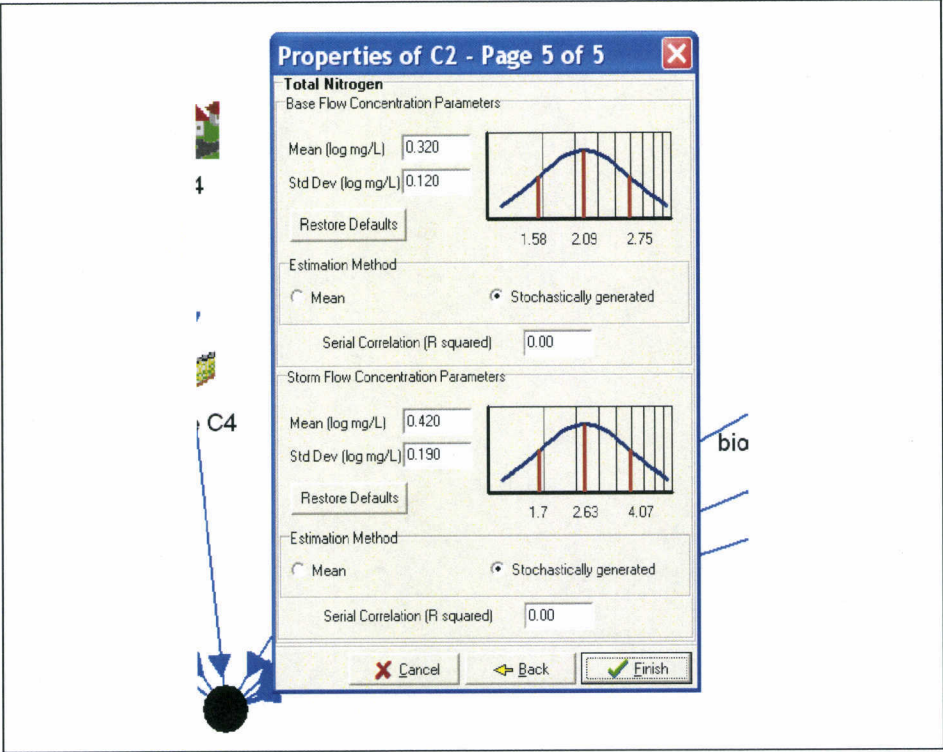 Properties of C2 - Page 5 of 5
Total Nitrogen
Base Flow Concentration Parameters
Mean (log mg/L) 0.320
Std Dev (log mg/L) 0.120
Restore Defaults
1.58 2.09 2.75
Estimation Method
Mean Stochastically generated
Serial Correlation (R squared) 0.00
Storm Flow Concentration Parameters
Mean (log mg/L) 0.420
Std Dev (log mg/L) 0.190
Restore Defaults
1.7 2.63 4.07
Estimation Method
Mean Stochastically generated
Serial Correlation (R squared) 0.00
Cancel Back Finish
4
C4
bio